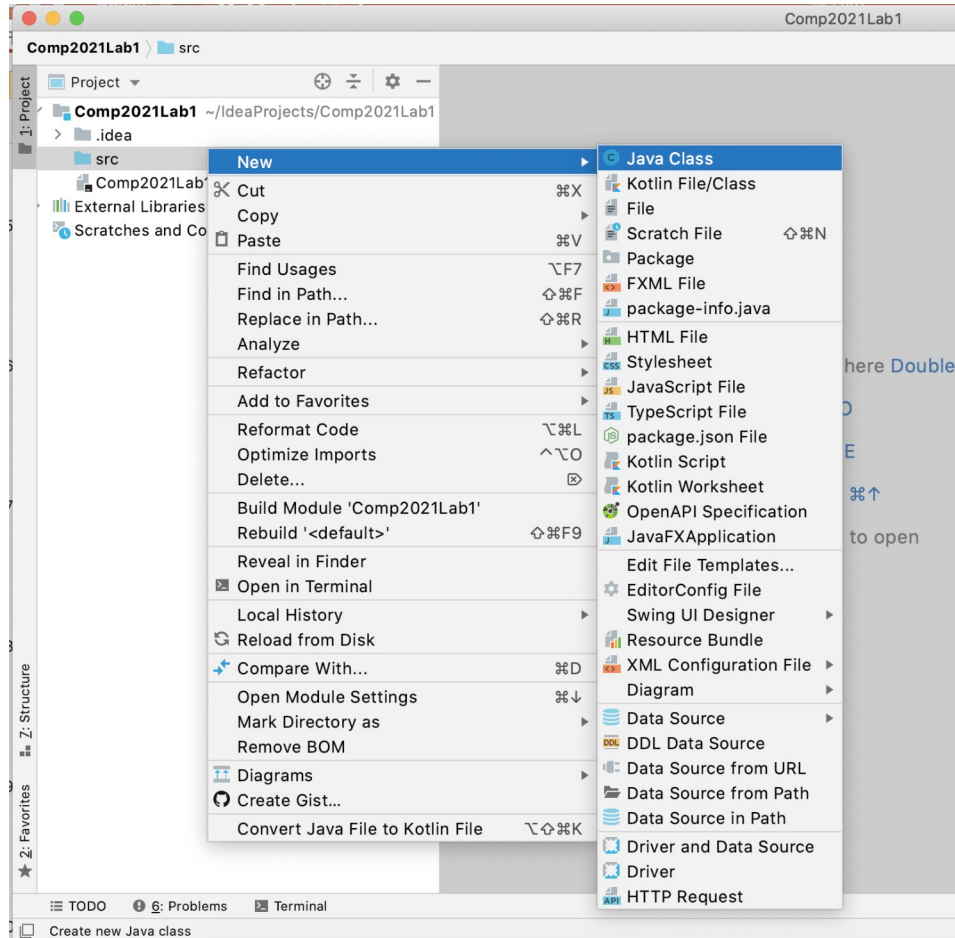 Comp2021Lab1
Comp2021Lab1 〉 src
1: Project
Project
Comp2021Lab1 ~/IdeaProjects/Comp2021Lab1
.idea
src
Comp2021Lab1
External Libraries
Scratches and Co
New
Cut ⌘X
Copy
Paste ⌘V
Find Usages ⌥F7
Find in Path... ⇧⌘F
Replace in Path... ⇧⌘R
Analyze
Refactor
Add to Favorites
Reformat Code ⌥⌘L
Optimize Imports ^⌥O
Delete... ⌦
Build Module 'Comp2021Lab1'
Rebuild '<default>' ⇧⌘F9
Reveal in Finder
Open in Terminal
Local History
Reload from Disk
Compare With... ⌘D
Open Module Settings ⌘↓
Mark Directory as
Remove BOM
Diagrams
Create Gist...
Convert Java File to Kotlin File ⌥⇧⌘K
Java Class
Kotlin File/Class
File
Scratch File ⇧⌘N
Package
FXML File
package-info.java
HTML File
Stylesheet
JavaScript File
TypeScript File
package.json File
Kotlin Script
Kotlin Worksheet
OpenAPI Specification
JavaFXApplication
Edit File Templates...
EditorConfig File
Swing UI Designer
Resource Bundle
XML Configuration File
Diagram
Data Source
DDL Data Source
Data Source from URL
Data Source from Path
Data Source in Path
Driver and Data Source
Driver
HTTP Request
here Double
O
E
⌘↑
to open
Z: Structure
2: Favorites
TODO 6: Problems Terminal
Create new Java class